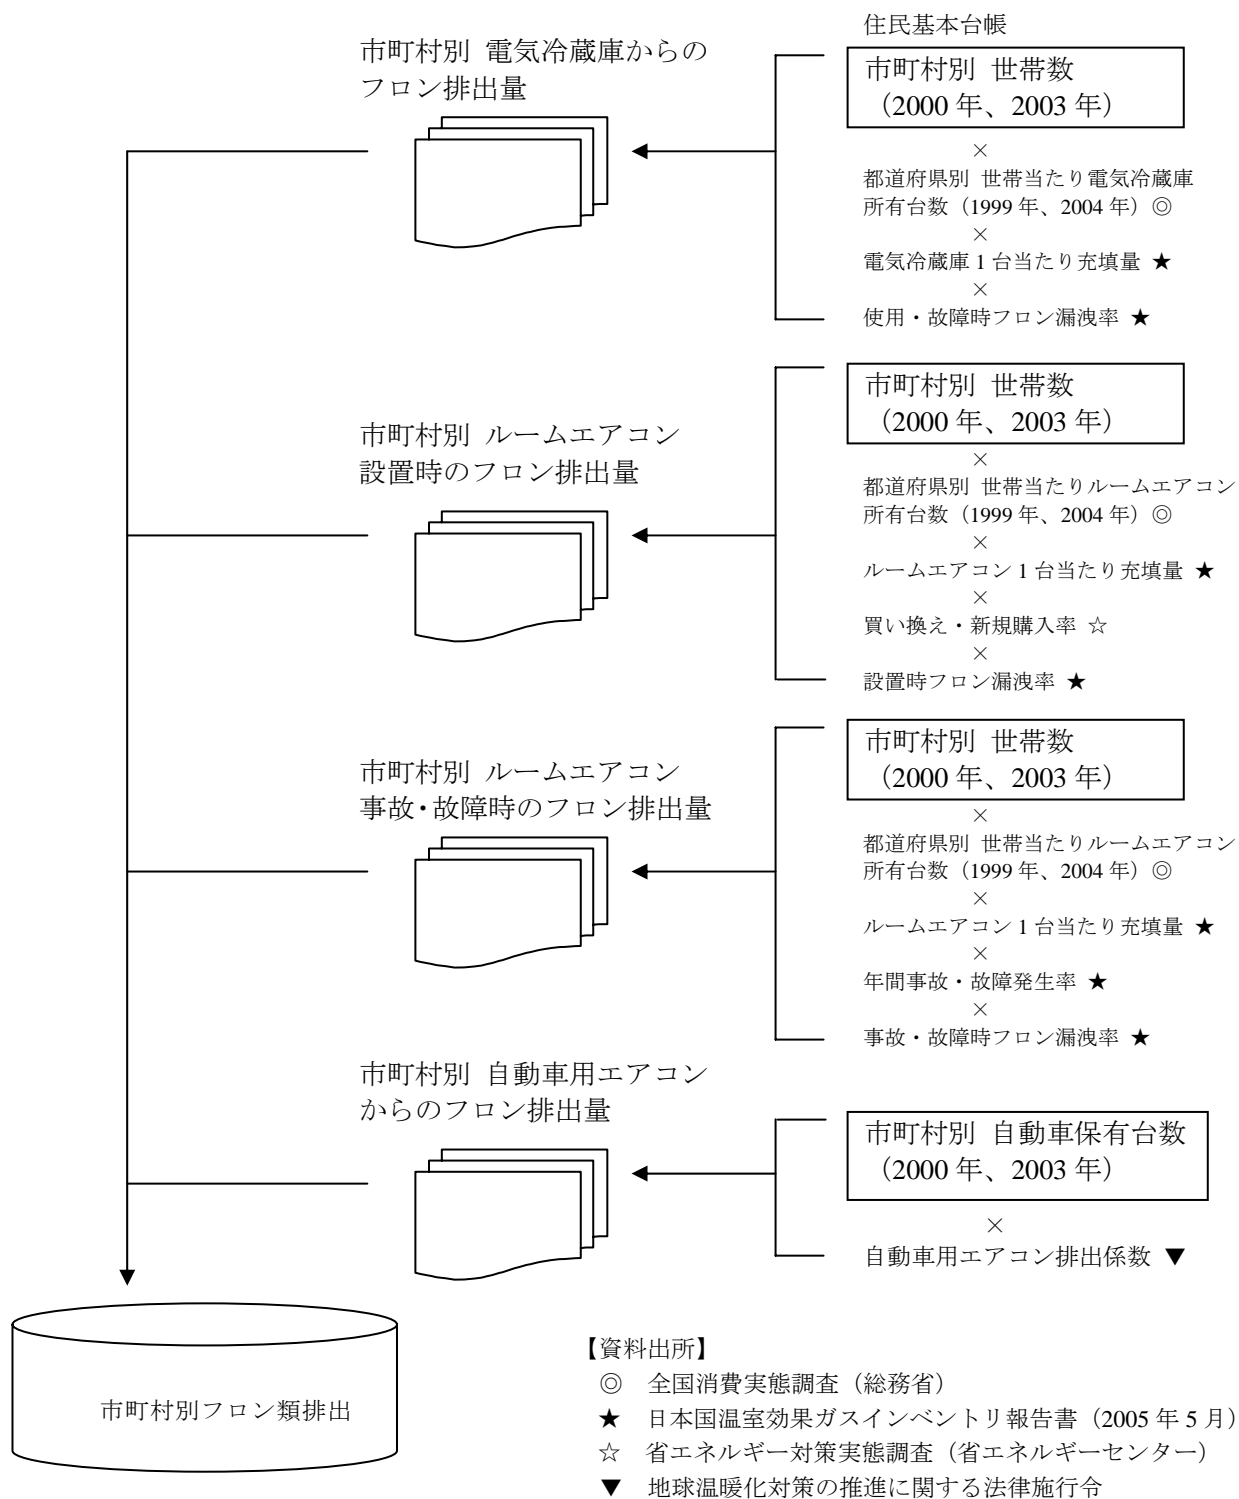 住民基本台帳
市町村別 電気冷蔵庫からの
フロン排出量
市町村別 世帯数
（2000 年、2003 年）
×
都道府県別 世帯当たり電気冷蔵庫
所有台数（1999 年、2004 年）◎
×
電気冷蔵庫 1 台当たり充填量 ★
×
使用・故障時フロン漏洩率 ★
市町村別 ルームエアコン
設置時のフロン排出量
市町村別 世帯数
（2000 年、2003 年）
×
都道府県別 世帯当たりルームエアコン
所有台数（1999 年、2004 年）◎
×
ルームエアコン 1 台当たり充填量 ★
×
買い換え・新規購入率 ☆
×
設置時フロン漏洩率 ★
市町村別 ルームエアコン
事故・故障時のフロン排出量
市町村別 世帯数
（2000 年、2003 年）
×
都道府県別 世帯当たりルームエアコン
所有台数（1999 年、2004 年）◎
×
ルームエアコン 1 台当たり充填量 ★
×
年間事故・故障発生率 ★
×
事故・故障時フロン漏洩率 ★
市町村別 自動車用エアコン
からのフロン排出量
市町村別 自動車保有台数
（2000 年、2003 年）
×
自動車用エアコン排出係数 ▼
市町村別フロン類排出
【資料出所】
◎ 全国消費実態調査（総務省）
★ 日本国温室効果ガスインベントリ報告書（2005 年 5 月）
☆ 省エネルギー対策実態調査（省エネルギーセンター）
▼ 地球温暖化対策の推進に関する法律施行令